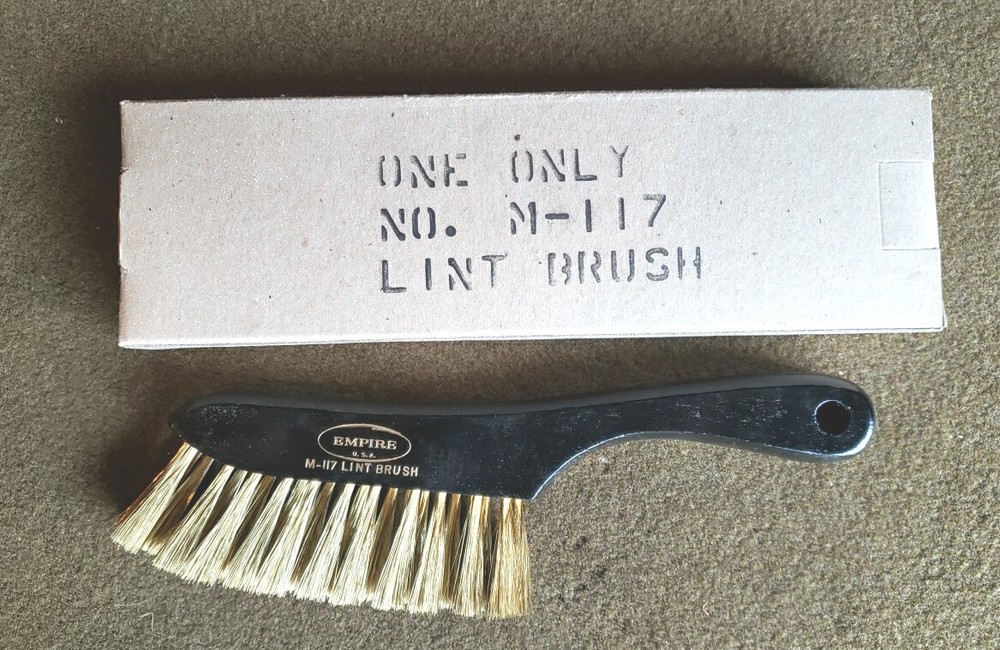 ONE ONLY
NO. M-117
LINT BRUSH
EMPIRE
U.S.A.
M-117 LINT BRUSH